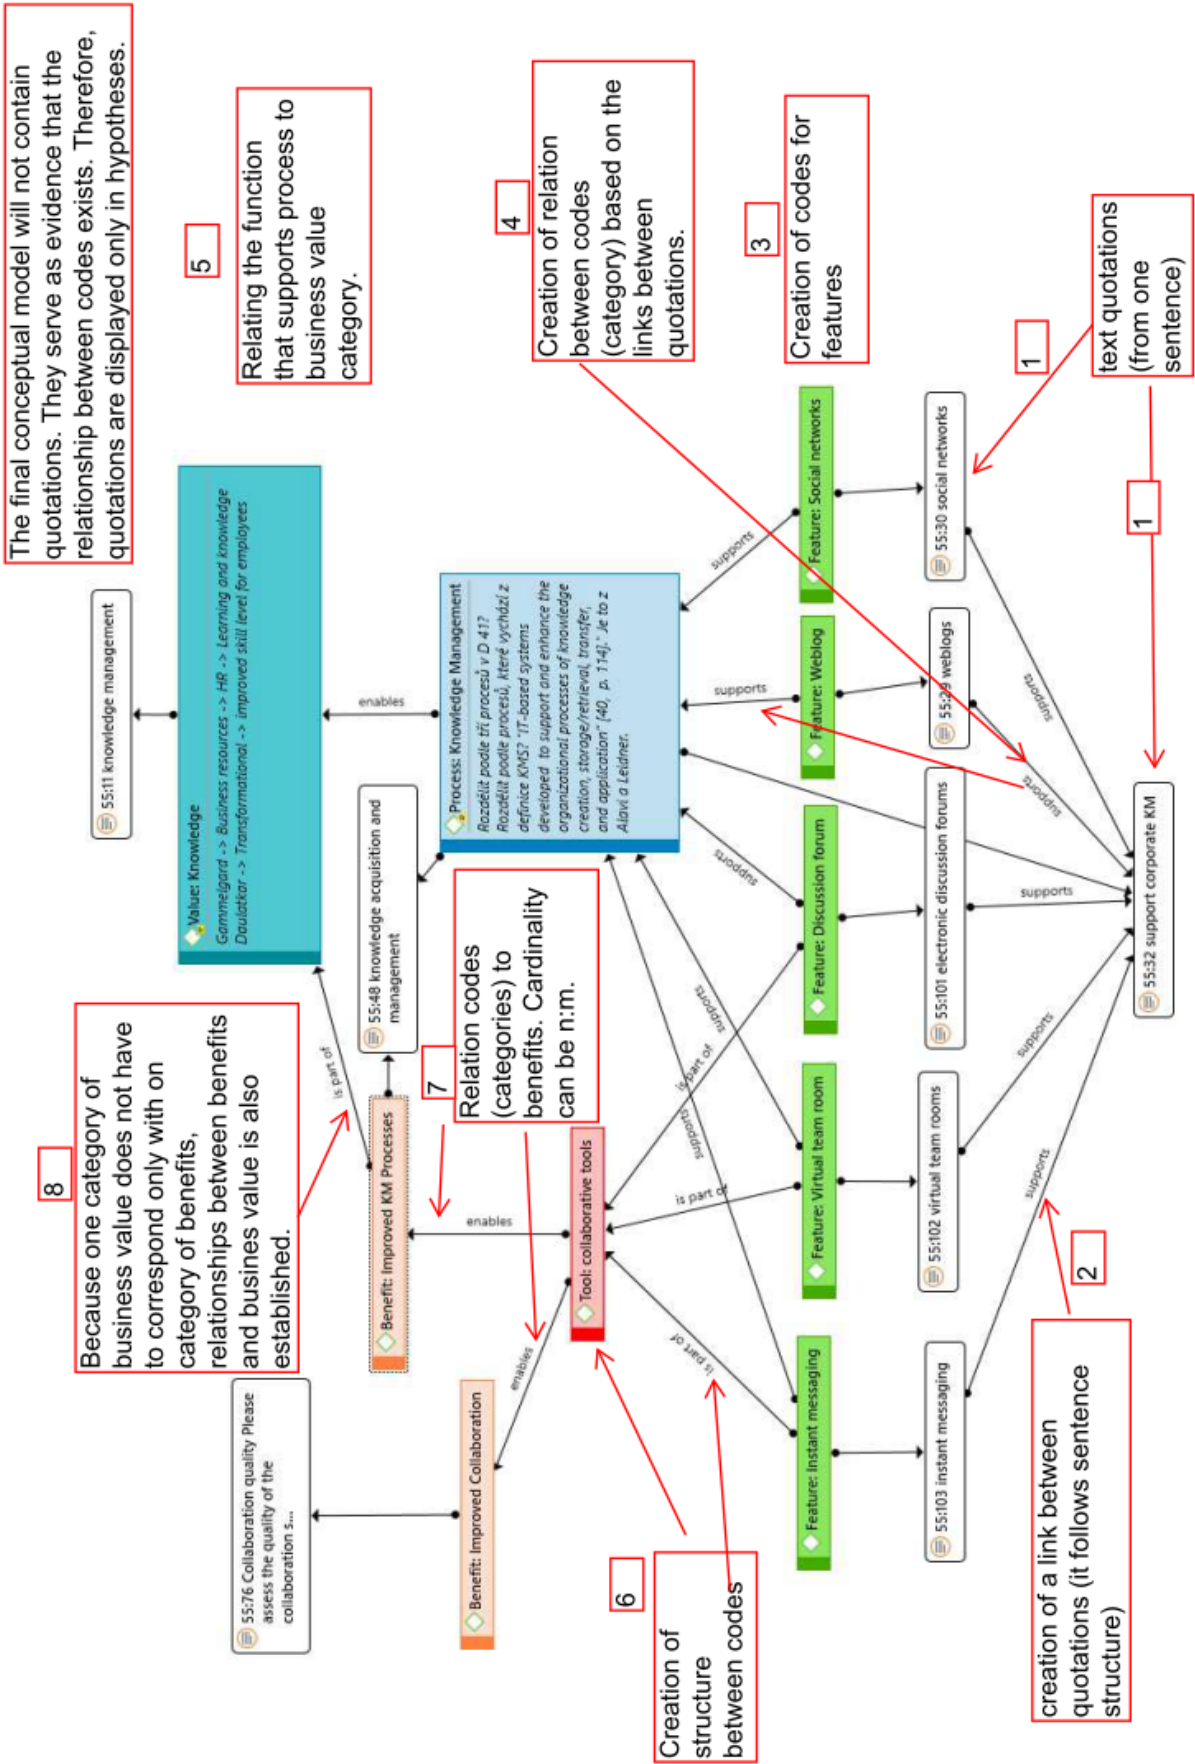 The final conceptual model will not contain
quotations. They serve as evidence that the
relationship between codes exists. Therefore,
quotations are displayed only in hypotheses.
8
Because one category of
business value does not have
to correspond only with on
category of benefits,
relationships between benefits
and busines value is also
established.
55:11 knowledge management
5
Relating the function
that supports process to
business value
category.
Value: Knowledge
Gammelgard -> Business resources -> HR -> Learning and knowledge
Daulatkar -> Transformational -> improved skill level for employees
55:76 Collaboration quality Please
assess the quality of the
collaboration s...
is part of
enables
Benefit: Improved KM Processes
55:48 knowledge acquisition and
management
7
Relation codes
(categories) to
benefits. Cardinality
can be n:m.
Process: Knowledge Management
Rozdělit podle tří procesů v D 41?
Rozdělit podle procesů, které vychází z
definice KMS? "IT-based systems
developed to support and enhance the
organizational processes of knowledge
creation, storage/retrieval, transfer,
and application" [40, p. 114]." Je to z
Alaviho a Leidner.
4
Creation of relation
between codes
(category) based on the
links between
quotations.
Benefit: Improved Collaboration
enables
enables
Tool: collaborative tools
6
Creation of
structure
between codes
is part of
is part of
is part of
supports
supports
supports
supports
supports
3
Creation of codes for
features
Feature: Instant messaging
Feature: Virtual team room
Feature: Discussion forum
Feature: Weblog
Feature: Social networks
55:103 instant messaging
55:102 virtual team rooms
55:101 electronic discussion forums
55:29 weblogs
55:30 social networks
1
text quotations
(from one
sentence)
supports
supports
supports
supports
supports
2
creation of a link between
quotations (it follows sentence
structure)
1
55:32 support corporate KM